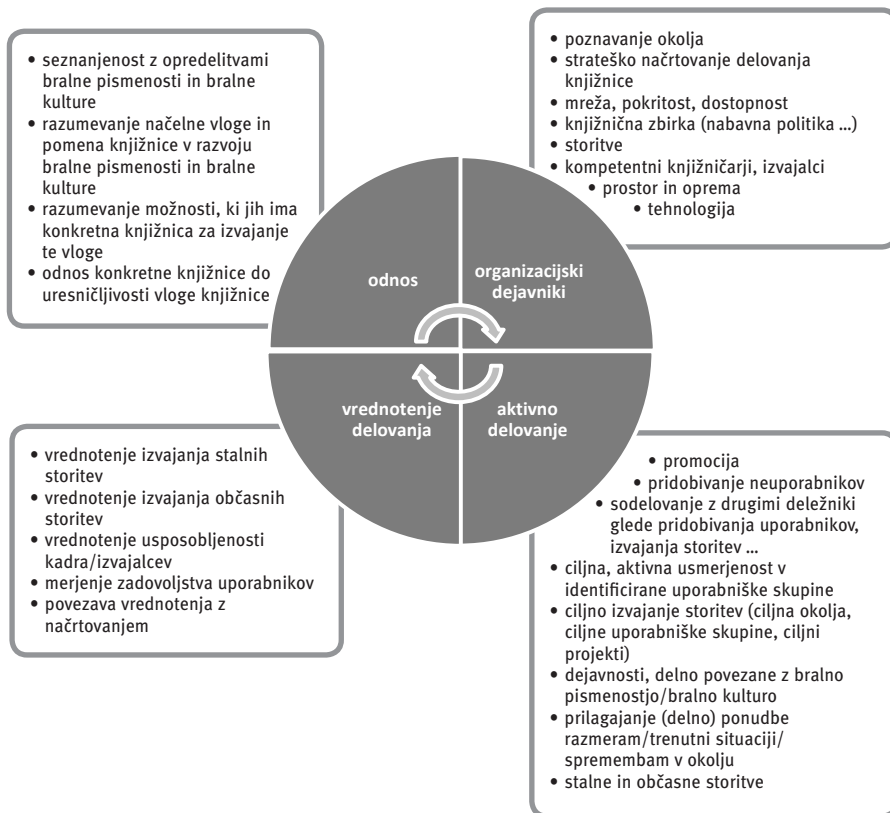 • seznanjenost z opredelitvami
bralne pismenosti in bralne
kulture
• razumevanje načelne vloge in
pomena knjižnice v razvoju
bralne pismenosti in bralne
kulture
• razumevanje možnosti, ki jih ima
konkretna knjižnica za izvajanje
te vloge
• odnos konkretne knjižnice do
uresničljivosti vloge knjižnice
• poznavanje okolja
• strateško načrtovanje delovanja
knjižnice
• mreža, pokritost, dostopnost
• knjižnična zbirka (nabavna politika ...)
• storitve
• kompetentni knjižničarji, izvajalci
• prostor in oprema
• tehnologija
odnos
organizacijski
dejavniki
vrednotenje
delovanja
aktivno
delovanje
• vrednotenje izvajanja stalnih
storitev
• vrednotenje izvajanja občasnih
storitev
• vrednotenje usposobljenosti
kadra/izvajalcev
• merjenje zadovoljstva uporabnikov
• povezava vrednotenja z
načrtovanjem
• promocija
• pridobivanje neuporabnikov
• sodelovanje z drugimi deležniki
glede pridobivanja uporabnikov,
izvajanja storitev ...
• ciljna, aktivna usmerjenost v
identificirane uporabniške skupine
• ciljno izvajanje storitev (ciljna okolja,
ciljne uporabniške skupine, ciljni
projekti)
• dejavnosti, delno povezane z bralno
pismenostjo/bralno kulturo
• prilagajanje (delno) ponudbe
razmeram/trenutni situaciji/
spremembam v okolju
• stalne in občasne storitve